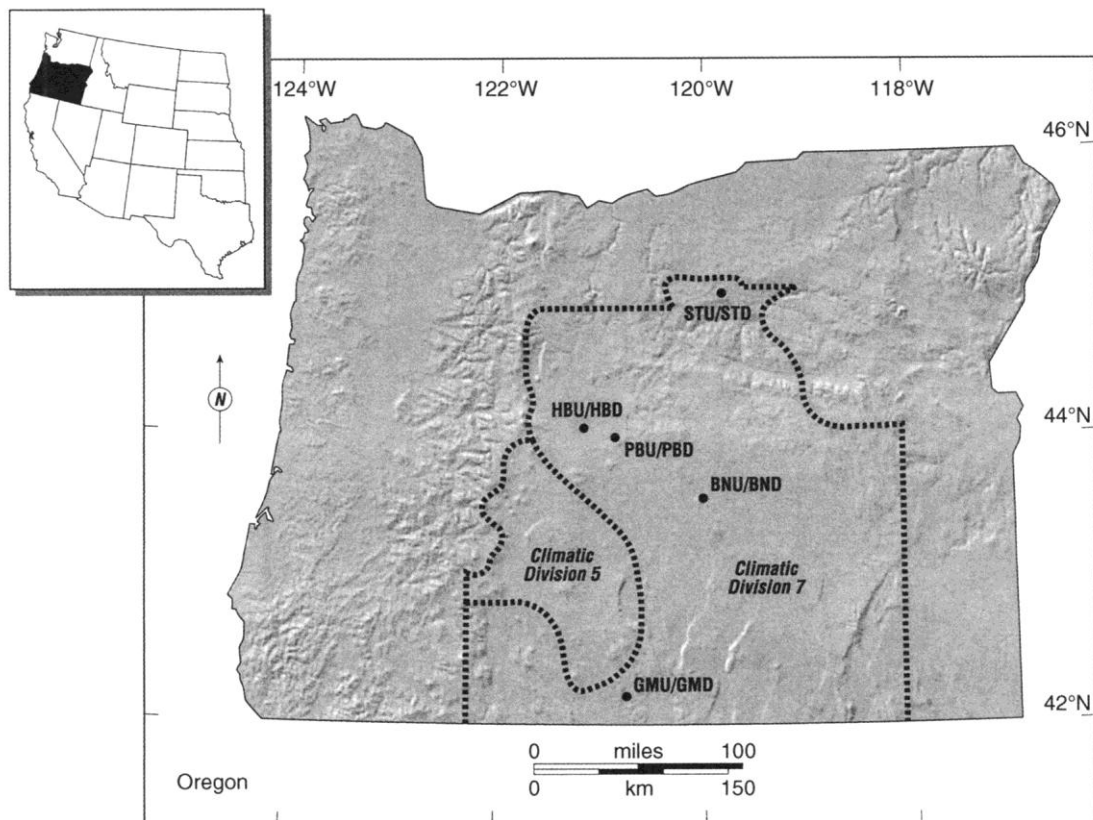 124°W 122°W 120°W 118°W
46°N
STU/STD
HBU/HBD
44°N
PBU/PBD
BNU/BND
N
Climatic
Division 5
Climatic
Division 7
GMU/GMD
42°N
0 miles 100
0 km 150
Oregon